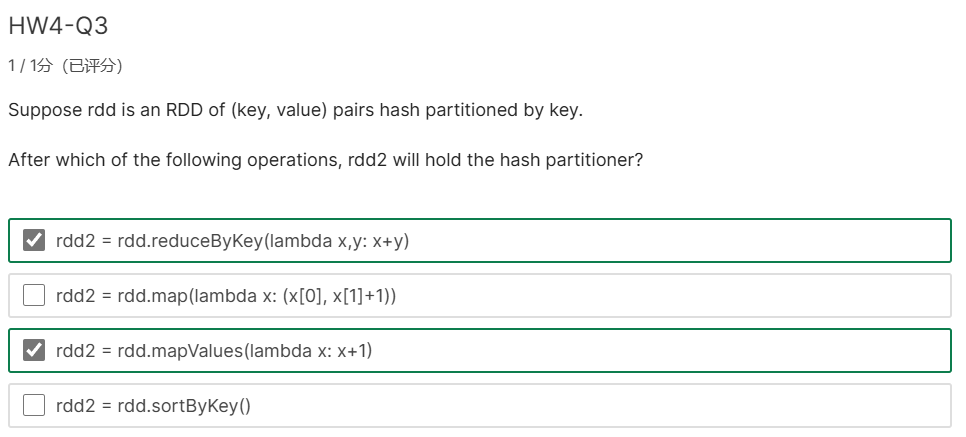 HW4-Q3
1 / 1分（已评分）
Suppose rdd is an RDD of (key, value) pairs hash partitioned by key.
After which of the following operations, rdd2 will hold the hash partitioner?
rdd2 = rdd.reduceByKey(lambda x,y: x+y)
rdd2 = rdd.map(lambda x: (x[0], x[1]+1))
rdd2 = rdd.mapValues(lambda x: x+1)
rdd2 = rdd.sortByKey()